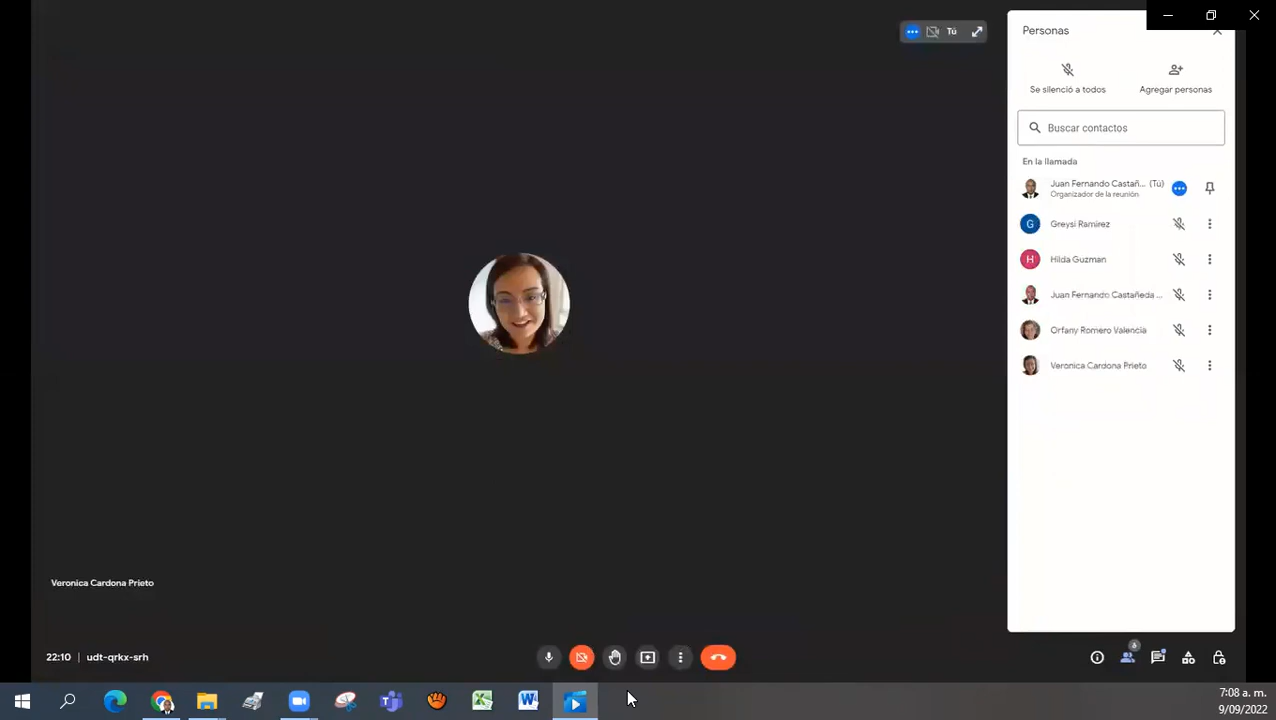 Tú
Personas
Se silenció a todos
Agregar personas
Buscar contactos
En la llamada
Juan Fernando Castañ... (Tú)
Organizador de la reunión
G
Greysi Ramirez
H
Hilda Guzman
Juan Fernando Castañeda ...
Orfany Romero Valencia
Veronica Cardona Prieto
Veronica Cardona Prieto
22:10 | udt-qrkx-srh
7:08 a. m.
9/09/2022